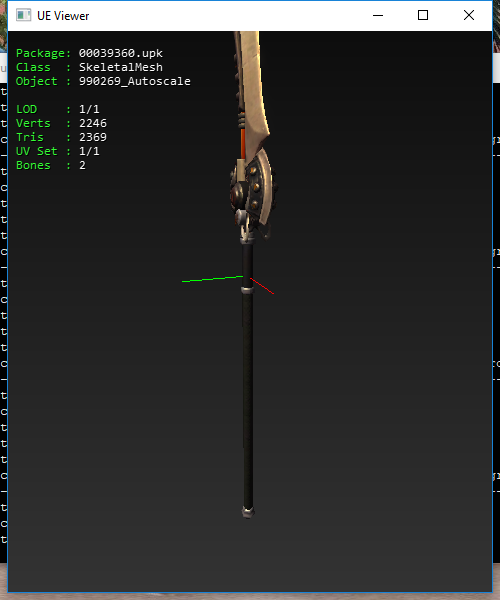 UE Viewer
Package: 00039360.upk
Class : SkeletalMesh
Object : 990269_Autoscale
LOD : 1/1
Verts : 2246
Tris : 2369
UV Set : 1/1
Bones : 2